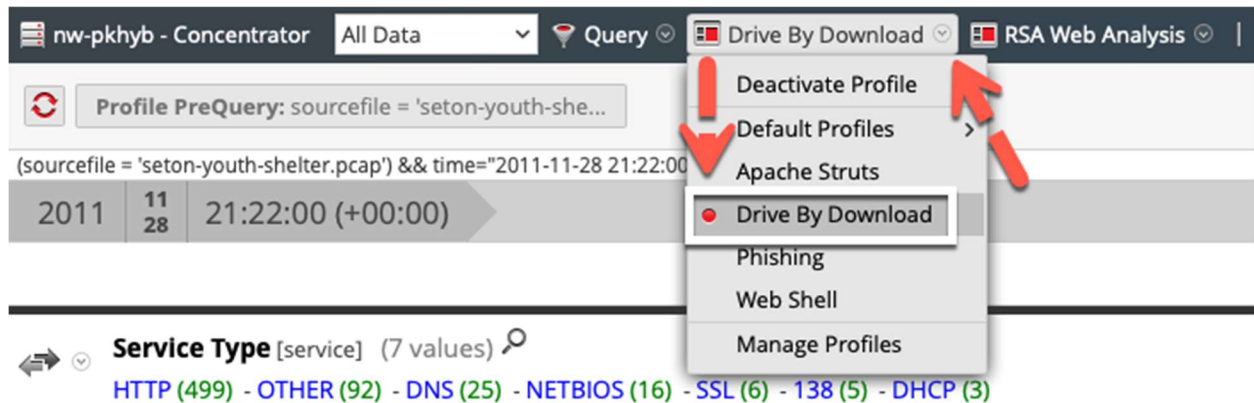 nw-pkhyb - Concentrator All Data Query Drive By Download RSA Web Analysis |
Profile PreQuery: sourcefile = 'seton-youth-she...
(sourcefile = 'seton-youth-shelter.pcap') && time="2011-11-28 21:22:00
2011 11 28 21:22:00 (+00:00)
Deactivate Profile
Default Profiles >
Apache Struts
Drive By Download
Phishing
Web Shell
Manage Profiles
Service Type [service] (7 values)
HTTP (499) - OTHER (92) - DNS (25) - NETBIOS (16) - SSL (6) - 138 (5) - DHCP (3)